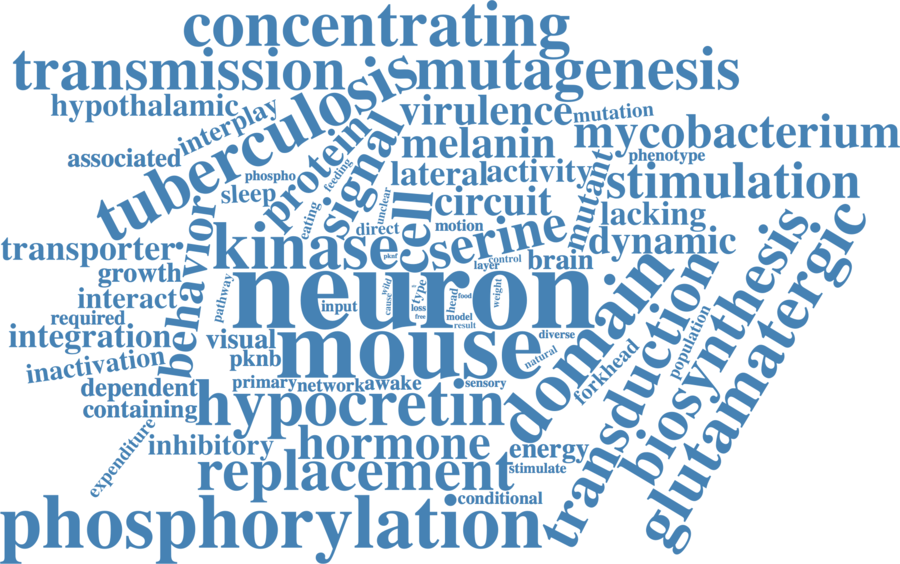 concentrating
transmission
mutagenesis
tuberculosis
hypothalamic
interplay
virulence
mutation
mycobacterium
melanin
protein
signal
associated
phospho
feeding
phenotype
lateral
activity
mutant
stimulation
sleep
unclear
circuit
lacking
eating
direct
cell
motion
serine
dynamic
transporter
behavior
kinase
pknf
control
layer
brain
growth
pathway
neuron
interact
input
wild
cause
type
s
loss
free
head
food
weight
model
result
required
integration
visual
mouse
diverse
natural
domain
transduction
population
biosynthesis
glutamatergic
inactivation
pknb
forkhead
dependent
primary
network
awake
sensory
containing
hypocretin
expenditure
inhibitory
hormone
energy
replacement
stimulate
phosphorylation
conditional